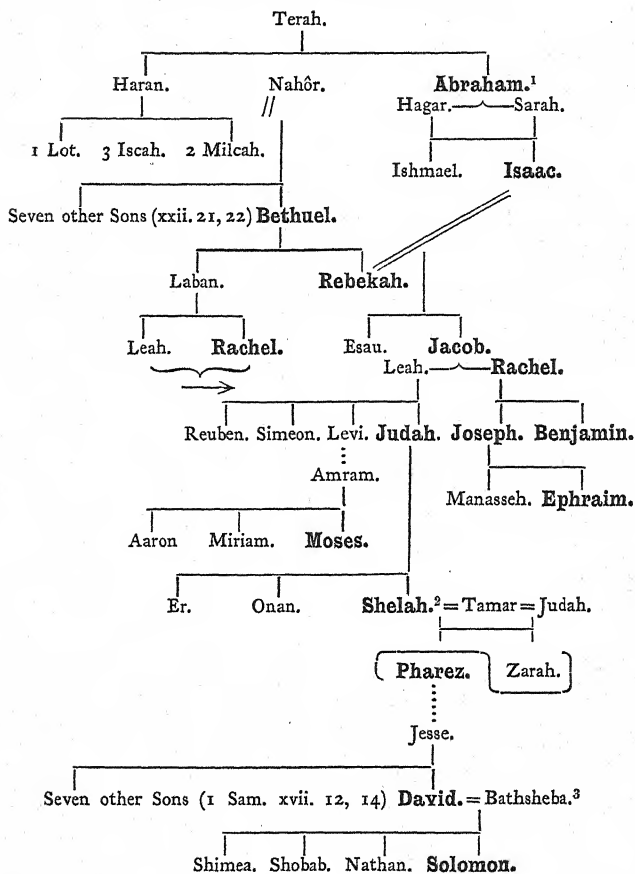 Terah.
Haran. Nahôr. Abraham.¹
Hagar. Sarah.
1 Lot. 3 Iscah. 2 Milcah.
Ishmael. Isaac.
Seven other Sons (xxii. 21, 22) Bethuel.
Laban. Rebekah.
Leah. Rachel. Esau. Jacob.
Leah. Rachel.
Reuben. Simeon. Levi. Judah. Joseph. Benjamin.
Amram.
Manasseh. Ephraim.
Aaron Miriam. Moses.
Er. Onan. Shelah.² = Tamar = Judah.
Pharez. Zarah.
Jesse.
Seven other Sons (1 Sam. xvii. 12, 14) David. = Bathsheba.³
Shimea. Shobab. Nathan. Solomon.